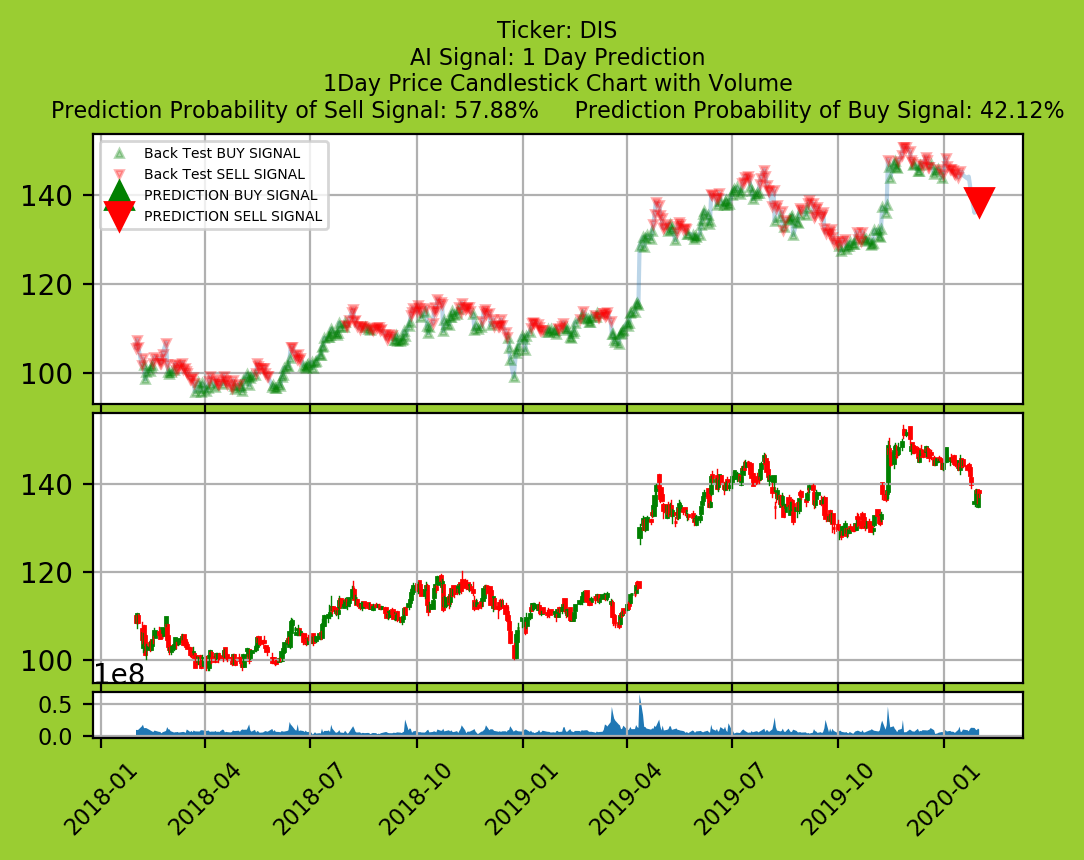 Ticker: DIS
AI Signal: 1 Day Prediction
1Day Price Candlestick Chart with Volume
Prediction Probability of Sell Signal: 57.88%     Prediction Probability of Buy Signal: 42.12%
Back Test BUY SIGNAL
Back Test SELL SIGNAL
PREDICTION BUY SIGNAL
PREDICTION SELL SIGNAL
140
120
100
140
120
100
1e8
0.5
0.0
2018-01
2018-04
2018-07
2018-10
2019-01
2019-04
2019-07
2019-10
2020-01